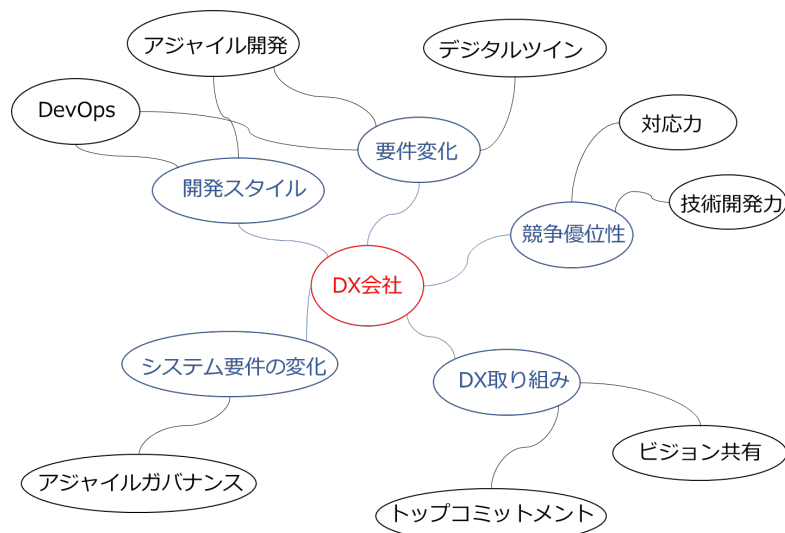 アジャイル開発
デジタルツイン
DevOps
対応力
要件変化
開発スタイル
技術開発力
競争優位性
DX会社
システム要件の変化
DX取り組み
ビジョン共有
アジャイルガバナンス
トップコミットメント